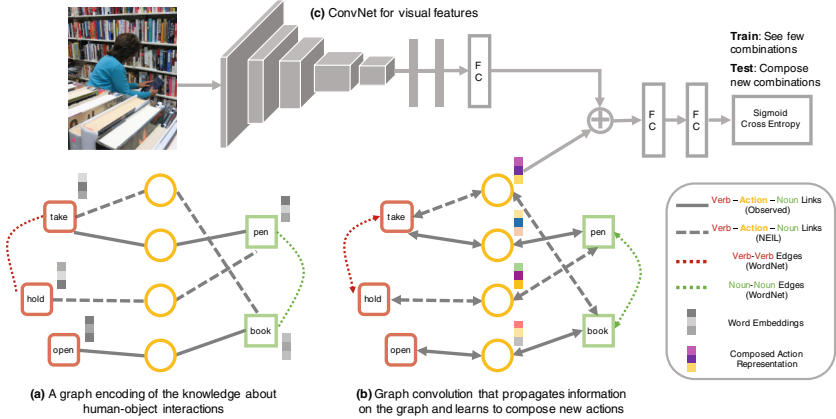 (c) ConvNet for visual features
F
C
Train: See few
combinations
Test: Compose
new combinations
F
C
F
C
Sigmoid
Cross Entropy
take
pen
hold
book
open
(a) A graph encoding of the knowledge about
human-object interactions
take
pen
hold
book
open
(b) Graph convolution that propagates information
on the graph and learns to compose new actions
Verb – Action – Noun Links
(Observed)
Verb – Action – Noun Links
(NEIL)
Verb-Verb Edges
(WordNet)
Noun-Noun Edges
(WordNet)
Word Embeddings
Composed Action
Representation